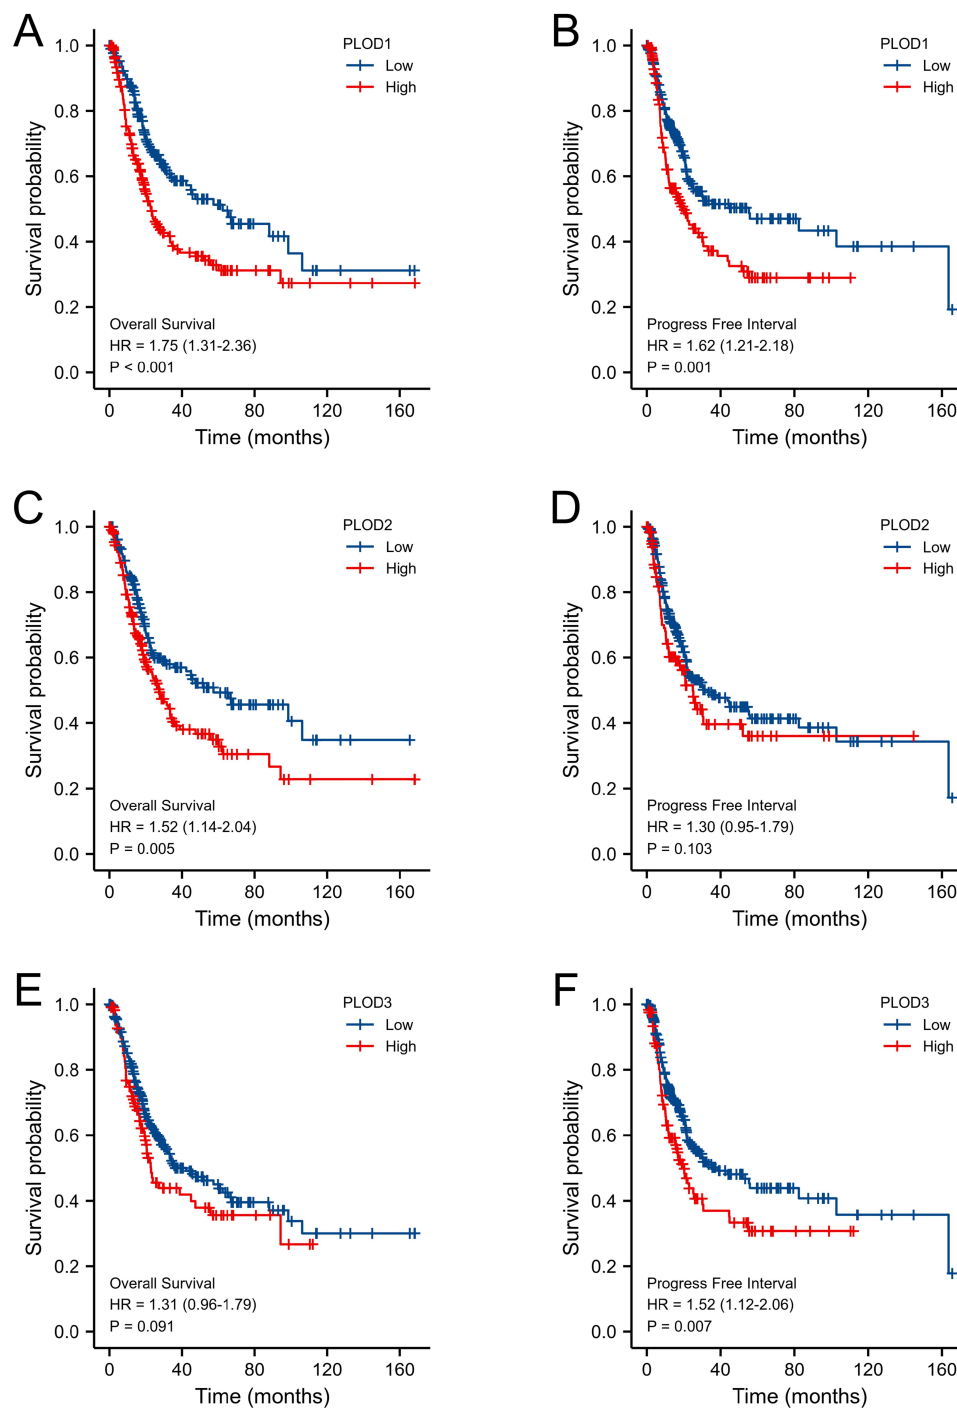 A
PLOD1
Low
High
Survival probability
1.0
0.8
0.6
0.4
0.2
0.0
Overall Survival
HR = 1.75 (1.31-2.36)
P < 0.001
0 40 80 120 160
Time (months)
B
PLOD1
Low
High
Survival probability
1.0
0.8
0.6
0.4
0.2
0.0
Progress Free Interval
HR = 1.62 (1.21-2.18)
P = 0.001
0 40 80 120 160
Time (months)
C
PLOD2
Low
High
Survival probability
1.0
0.8
0.6
0.4
0.2
0.0
Overall Survival
HR = 1.52 (1.14-2.04)
P = 0.005
0 40 80 120 160
Time (months)
D
PLOD2
Low
High
Survival probability
1.0
0.8
0.6
0.4
0.2
0.0
Progress Free Interval
HR = 1.30 (0.95-1.79)
P = 0.103
0 40 80 120 160
Time (months)
E
PLOD3
Low
High
Survival probability
1.0
0.8
0.6
0.4
0.2
0.0
Overall Survival
HR = 1.31 (0.96-1.79)
P = 0.091
0 40 80 120 160
Time (months)
F
PLOD3
Low
High
Survival probability
1.0
0.8
0.6
0.4
0.2
0.0
Progress Free Interval
HR = 1.52 (1.12-2.06)
P = 0.007
0 40 80 120 160
Time (months)